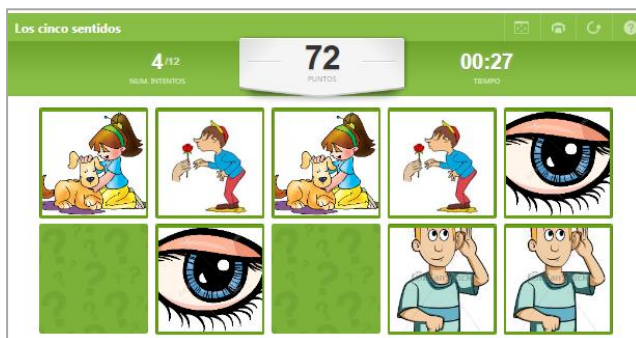 Los cinco sentidos
4/12
NUM. INTENTOS
72
PUNTOS
00:27
TIEMPO